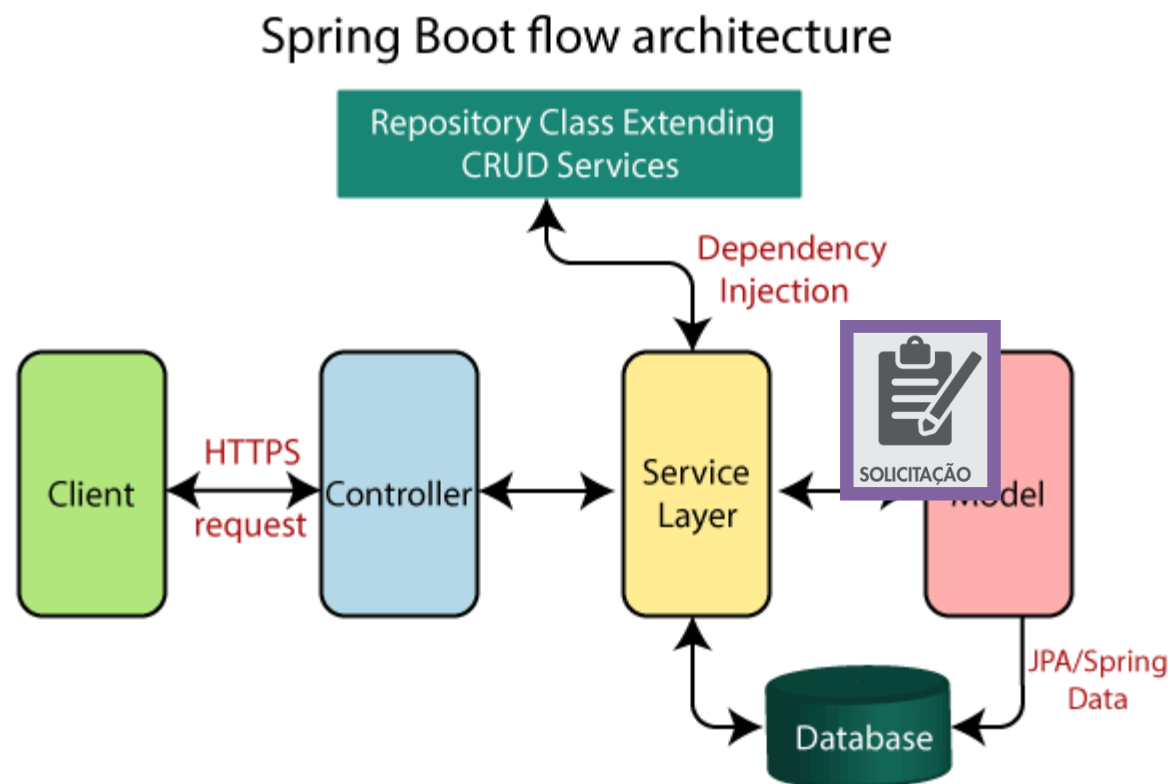 Spring Boot flow architecture
Repository Class Extending
CRUD Services
Dependency
Injection
Client
HTTPS
request
Controller
Service
Layer
SOLICITAÇÃO
Model
JPA/Spring
Data
Database